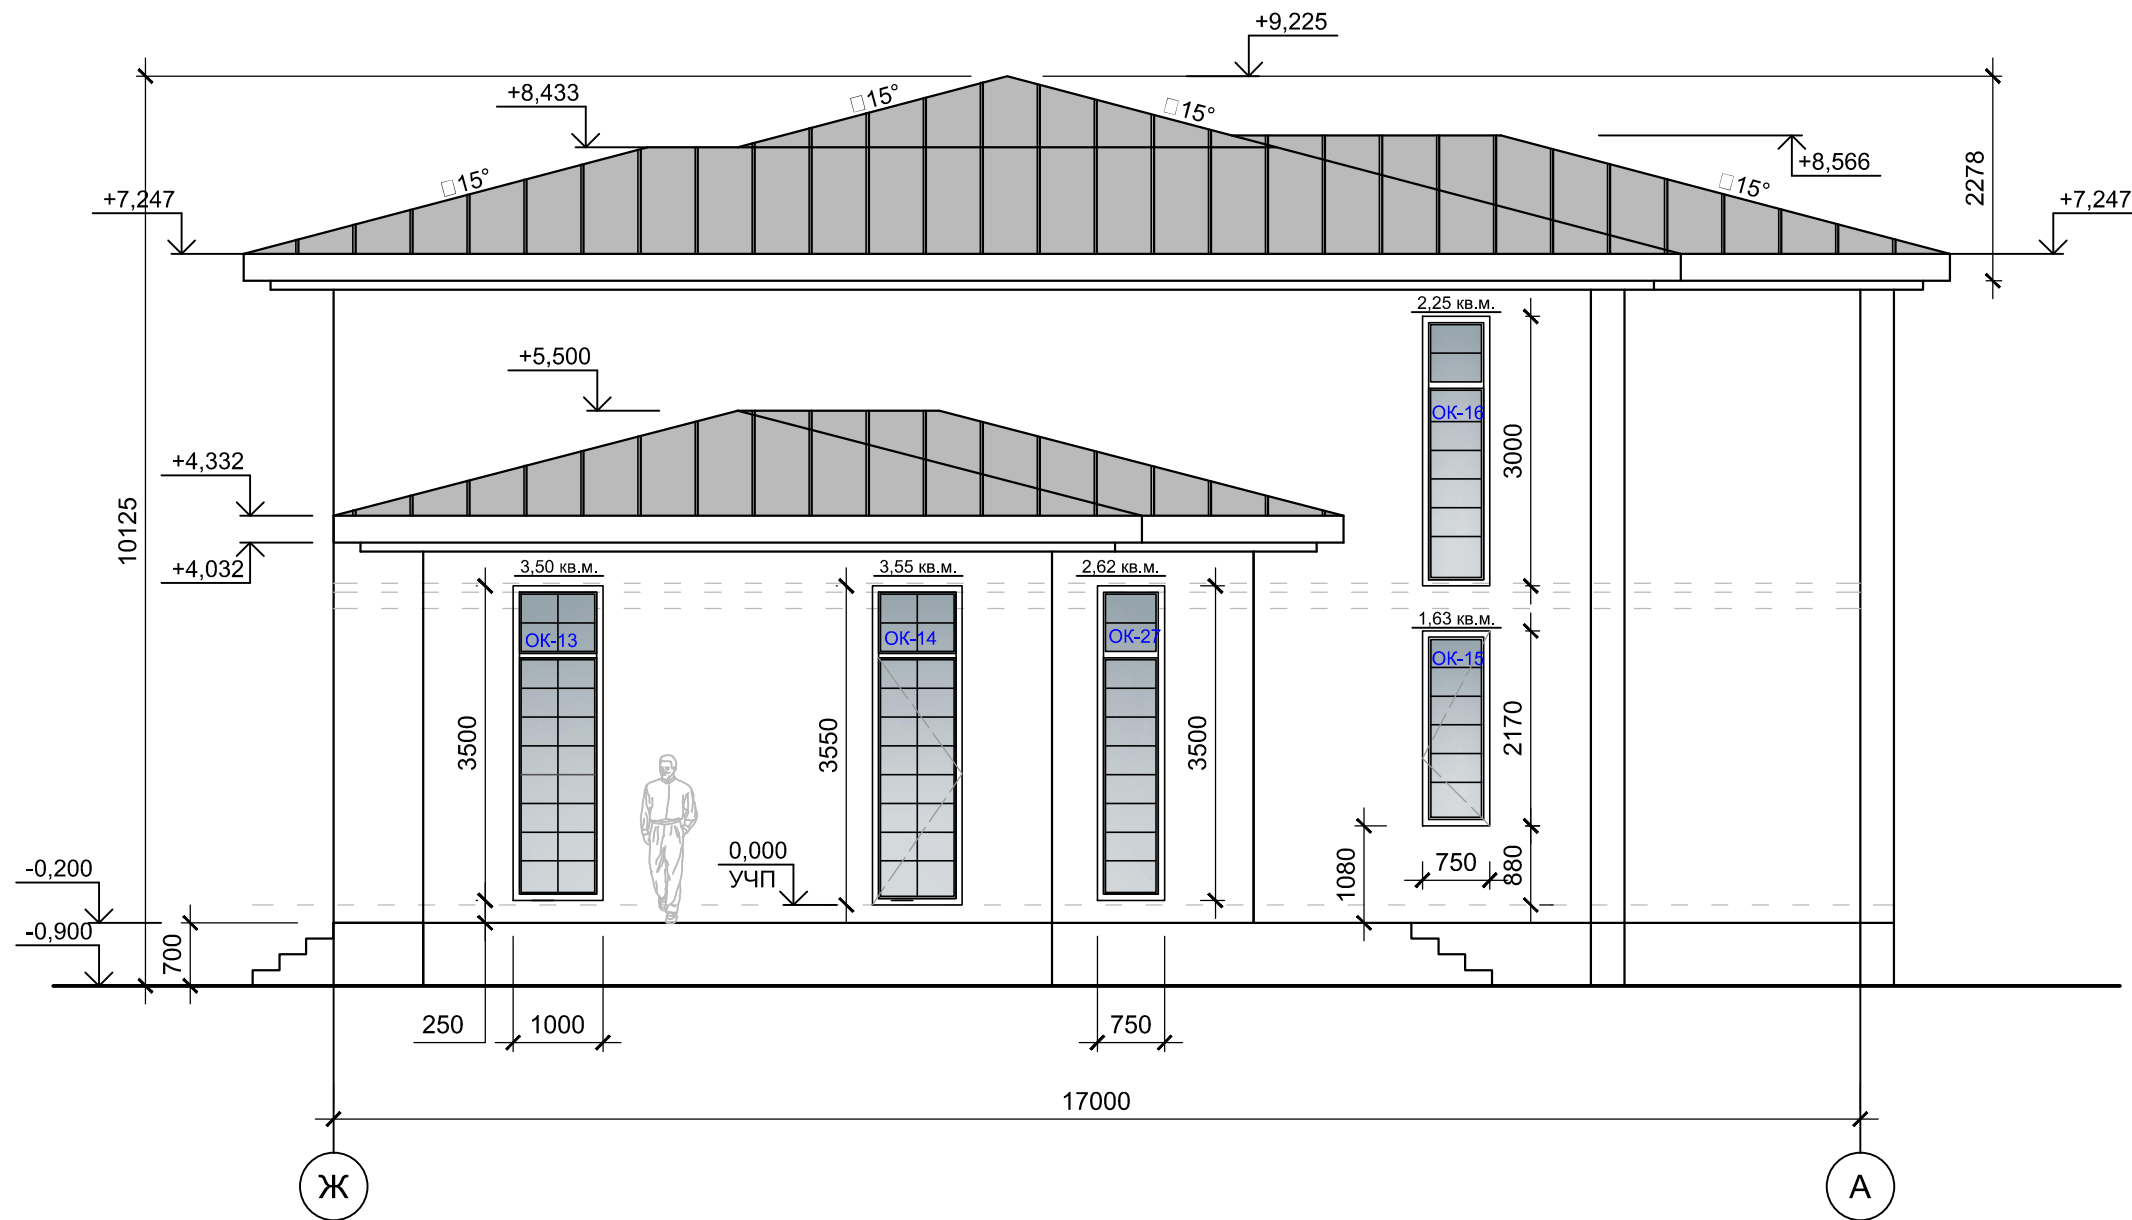 +9,225
+8,433
□15°
□15°
+8,566
2278
□15°
□15°
+7,247
+7,247
2,25 кв.м.
+5,500
ОК-16
3000
+4,332
10125
+4,032
3,50 кв.м.
3,55 кв.м.
2,62 кв.м.
1,63 кв.м.
ОК-13
ОК-14
ОК-27
ОК-15
3500
3550
3500
2170
0,000
УЧП
1080
750
880
-0,200
-0,900
700
250
1000
750
17000
Ж
А